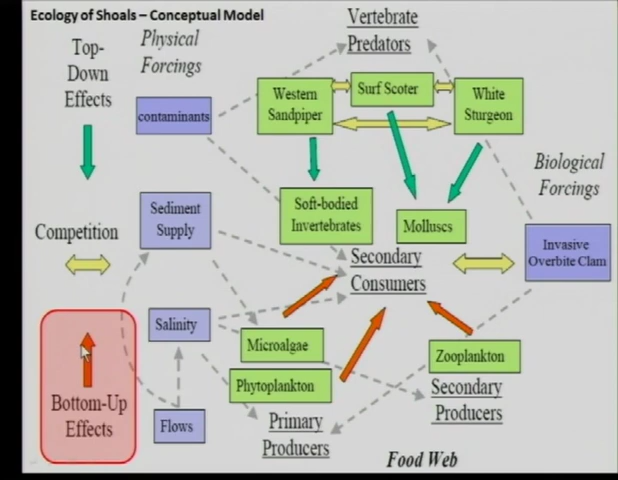 Ecology of Shoals – Conceptual Model
Vertebrate
Predators
Physical
Forcings
Top-
Down
Effects
contaminants
Western
Sandpiper
Surf Scoter
White
Sturgeon
Biological
Forcings
Sediment
Supply
Soft-bodied
Invertebrates
Molluscs
Competition
Invasive
Overbite Clam
Secondary
Consumers
Salinity
Microalgae
Zooplankton
Phytoplankton
Secondary
Producers
Bottom-Up
Effects
Flows
Primary
Producers
Food Web